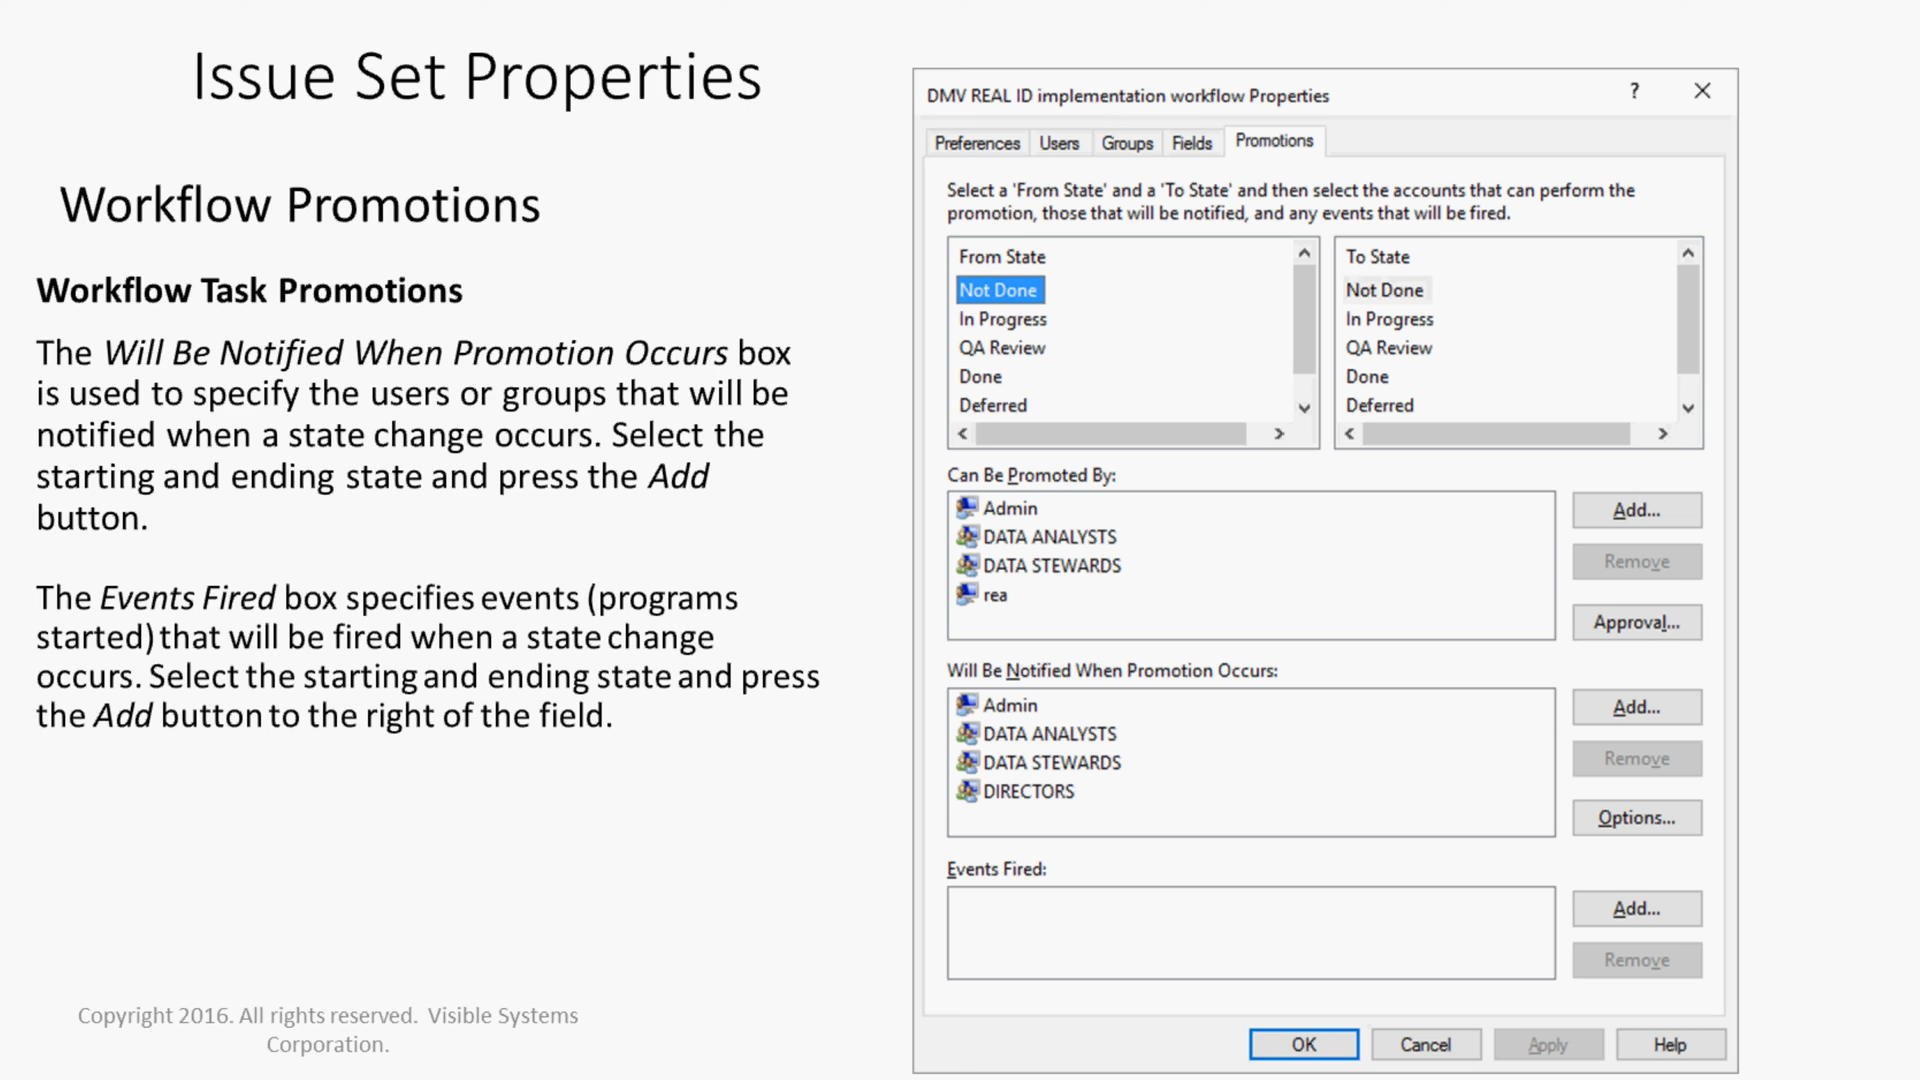 Issue Set Properties
Workflow Promotions
Workflow Task Promotions
The Will Be Notified When Promotion Occurs box
is used to specify the users or groups that will be
notified when a state change occurs. Select the
starting and ending state and press the Add
button.
The Events Fired box specifies events (programs
started) that will be fired when a state change
occurs. Select the starting and ending state and press
the Add button to the right of the field.
Copyright 2016. All rights reserved. Visible Systems
Corporation.
DMV REAL ID implementation workflow Properties
?
Preferences Users Groups Fields Promotions
Select a 'From State' and a 'To State' and then select the accounts that can perform the
promotion, those that will be notified, and any events that will be fired.
From State
Not Done
In Progress
QA Review
Done
Deferred
To State
Not Done
In Progress
QA Review
Done
Deferred
Can Be Promoted By:
Admin
DATA ANALYSTS
DATA STEWARDS
rea
Add...
Remove
Approval...
Will Be Notified When Promotion Occurs:
Admin
DATA ANALYSTS
DATA STEWARDS
DIRECTORS
Add...
Remove
Options...
Events Fired:
Add...
Remove
OK Cancel Apply Help